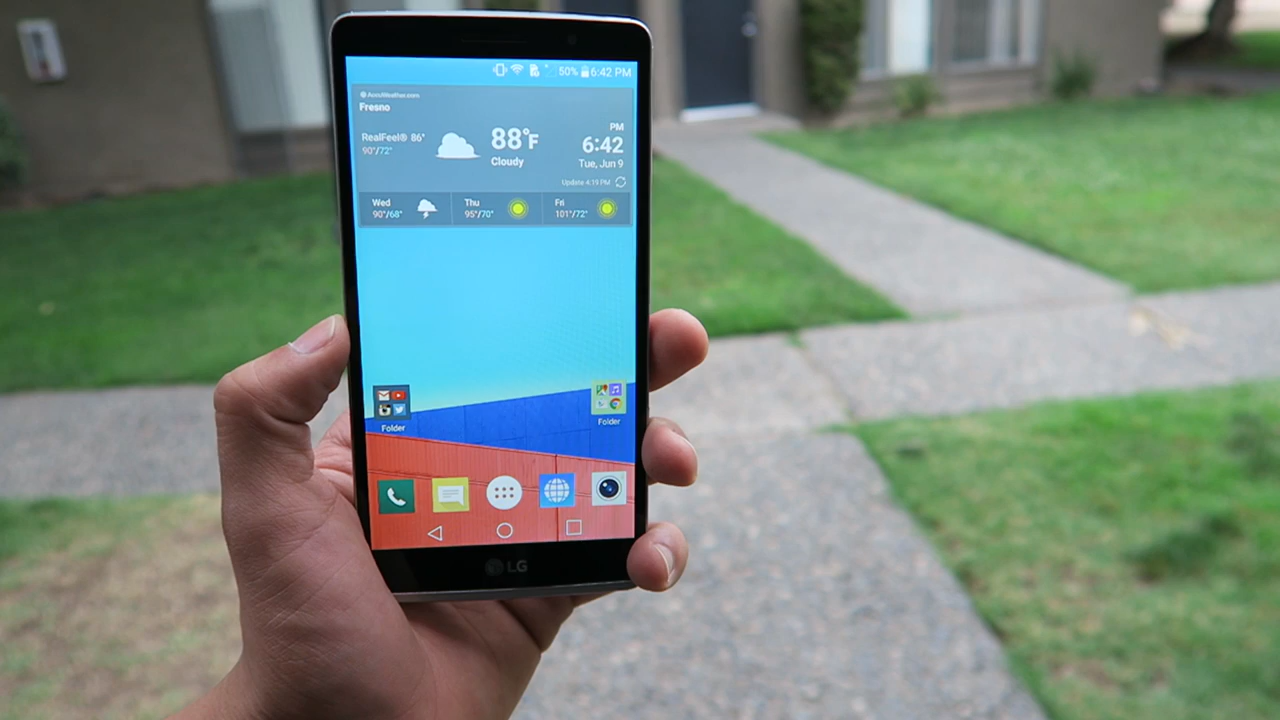 50% 6:42 PM
AccuWeather.com
Fresno
RealFeel® 86°
90°/72°
88°F
Cloudy
PM
6:42
Tue, Jun 9
Update 4:19 PM
Wed
90°/68°
Thu
95°/70°
Fri
101°/72°
Folder
Folder
LG